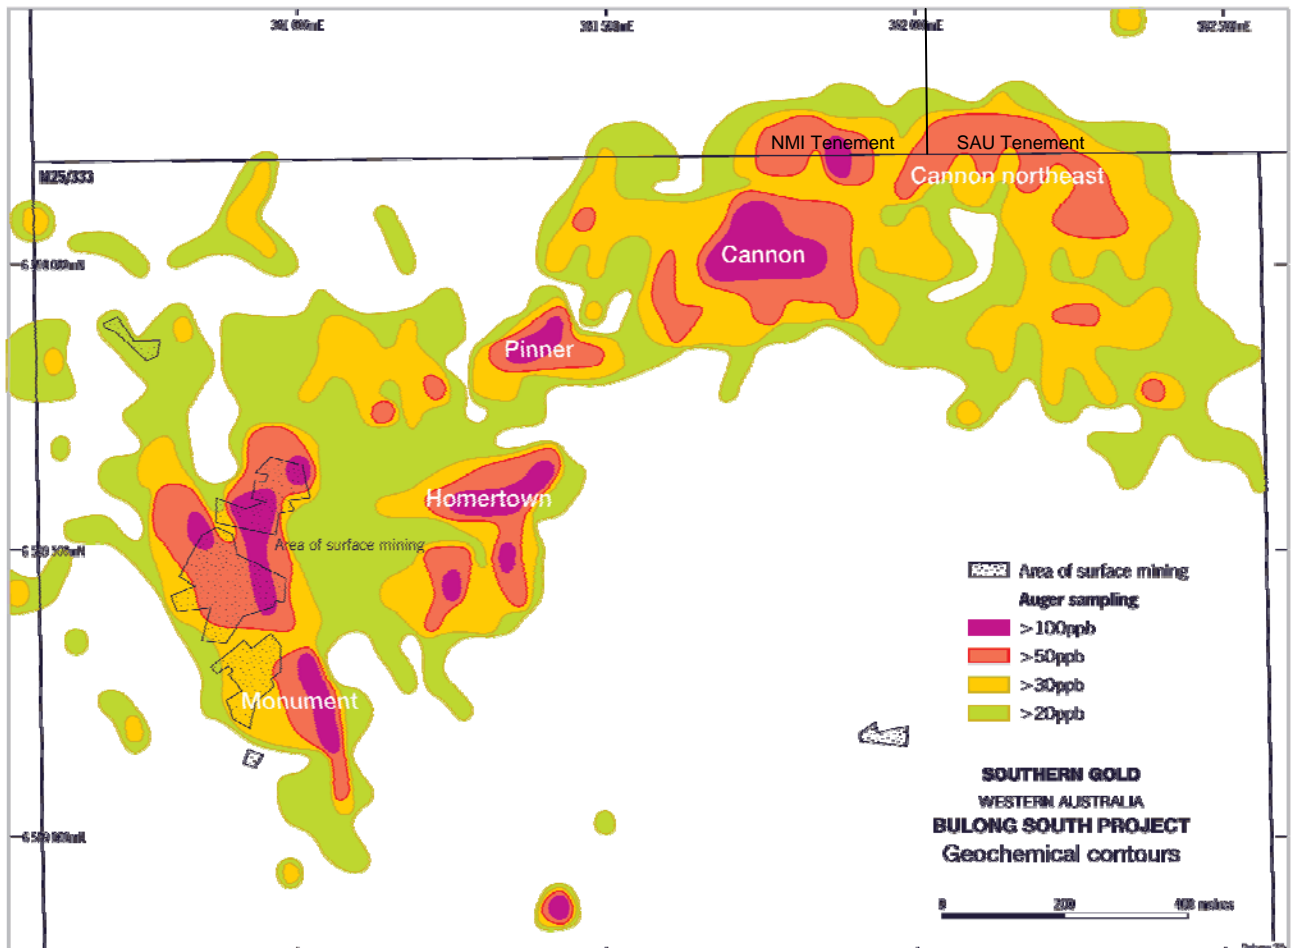 NMI Tenement
SAU Tenement
M25/333
Cannon northeast
Cannon
Pinner
Homertown
Area of surface mining
Monument
Area of surface mining
Auger sampling
>100ppb
>50ppb
>30ppb
>20ppb
SOUTHERN GOLD
WESTERN AUSTRALIA
BULONG SOUTH PROJECT
Geochemical contours
0 200 400 metres